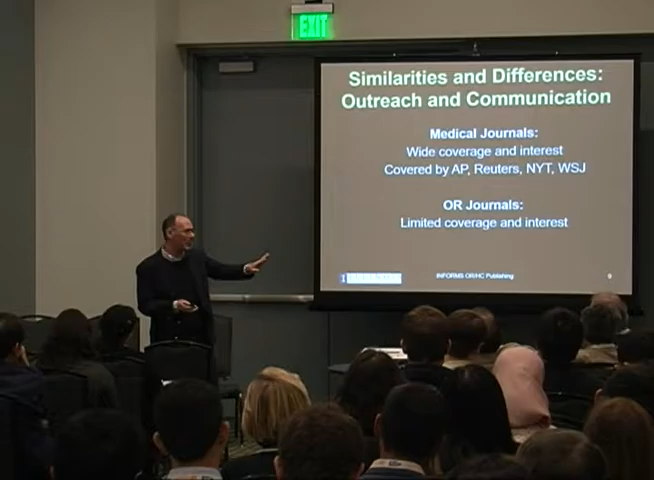 EXIT
Similarities and Differences:
Outreach and Communication
Medical Journals:
Wide coverage and interest
Covered by AP, Reuters, NYT, WSJ
OR Journals:
Limited coverage and interest
INFORMS OR/HC Publishing